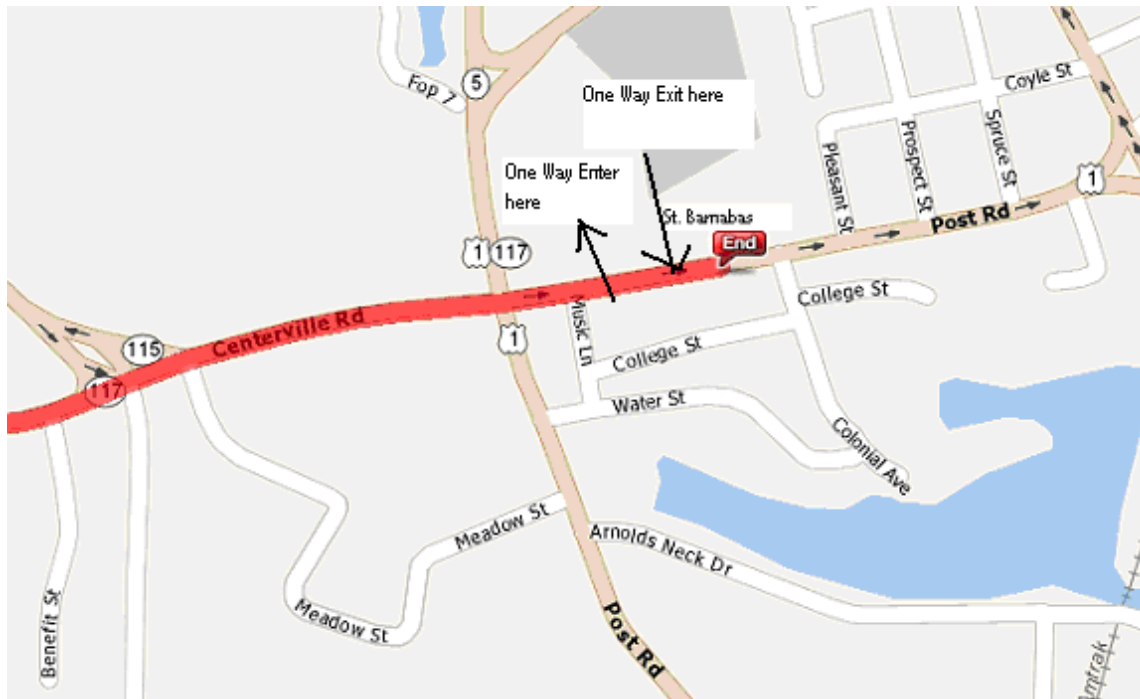 Fop 7
5
One Way Exit here
Coyle St
One Way Enter
here
Pleasant St
Prospect St
Spruce St
1
St. Barnabas
End
Post Rd
1
117
Music Ln
College St
Centerville Rd
115
1
117
College St
Water St
Colonial Ave
Meadow St
Arnolds Neck Dr
Benefit St
Meadow St
Post Rd
Amtrak